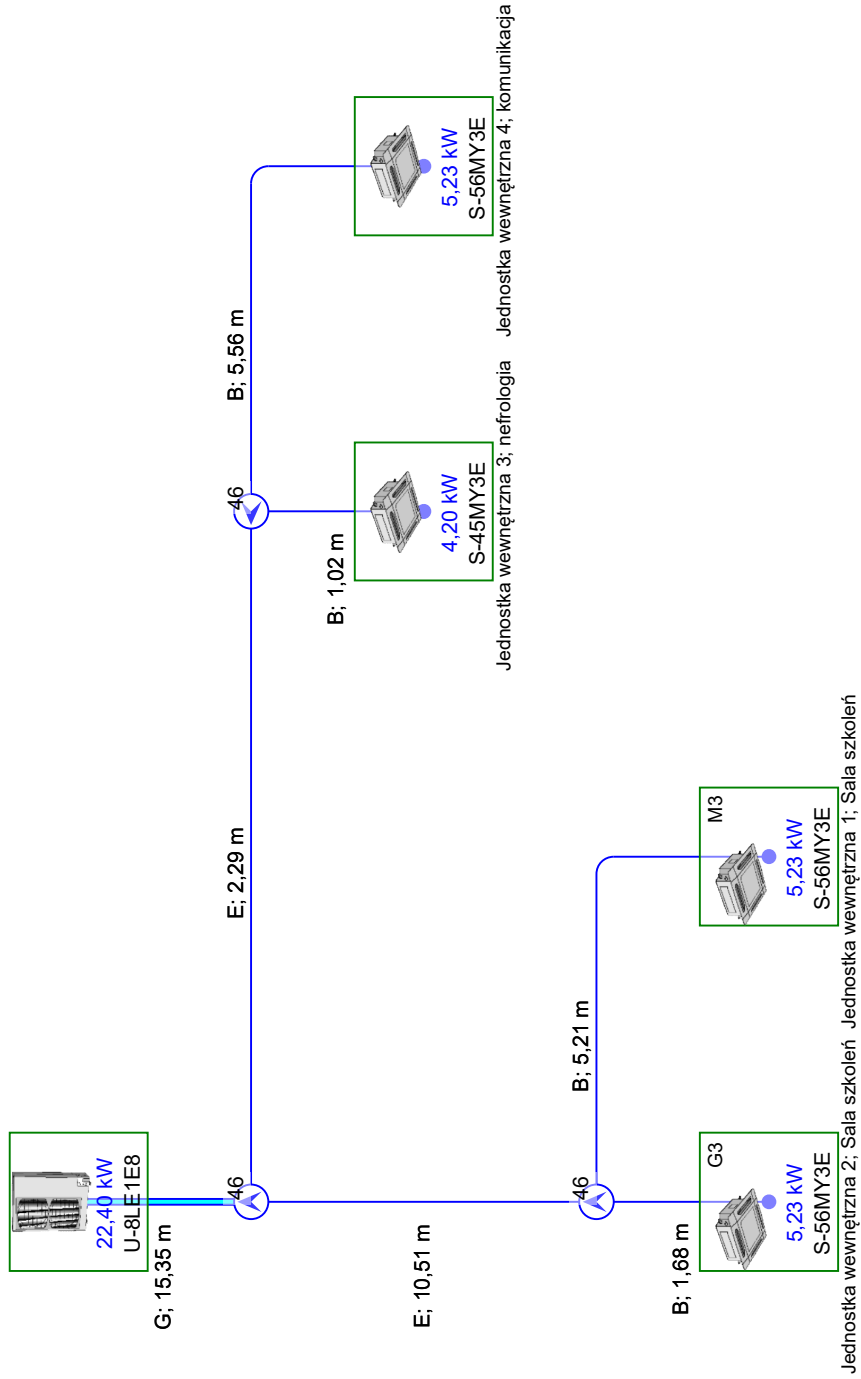 22,40 kW
U-8LE1E8
G; 15,35 m
46
E; 2,29 m
46
B; 5,56 m
B; 1,02 m
4,20 kW
S-45MY3E
Jednostka wewnętrzna 3; nefrologia
5,23 kW
S-56MY3E
Jednostka wewnętrzna 4; komunikacja
E; 10,51 m
46
B; 5,21 m
B; 1,68 m
G3
5,23 kW
S-56MY3E
Jednostka wewnętrzna 2; Sala szkoleń
M3
5,23 kW
S-56MY3E
Jednostka wewnętrzna 1; Sala szkoleń